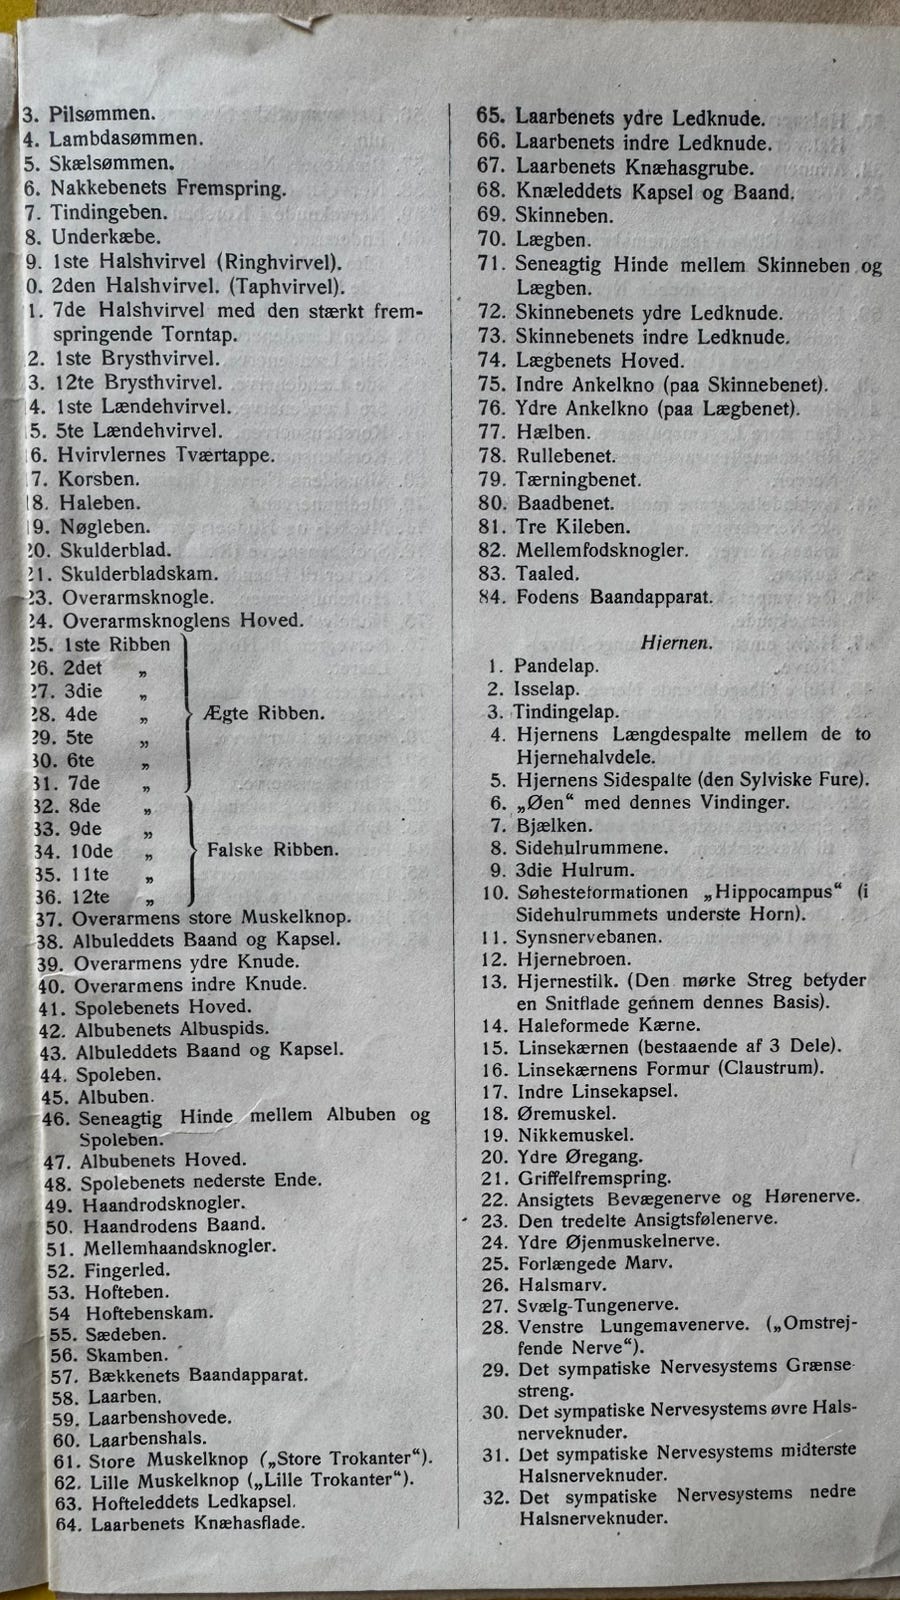 3. Pilsømmen.
4. Lambdasømmen.
5. Skælsømmen.
6. Nakkebenets Fremspring.
7. Tindingeben.
8. Underkæbe.
9. 1ste Halshvirvel (Ringhvirvel).
0. 2den Halshvirvel. (Taphvirvel).
1. 7de Halshvirvel med den stærkt frem-
springende Torntap.
2. 1ste Brysthvirvel.
3. 12te Brysthvirvel.
4. 1ste Lændehvirvel.
5. 5te Lændehvirvel.
16. Hvirvlernes Tværtappe.
17. Korsben.
18. Haleben.
19. Nøgleben.
20. Skulderblad.
21. Skulderbladskam.
23. Overarmsknogle.
24. Overarmsknoglens Hoved.
25. 1ste Ribben
26. 2det „
27. 3die „
28. 4de „ Ægte Ribben.
29. 5te „
30. 6te „
31. 7de „
32. 8de „
33. 9de „
34. 10de „ Falske Ribben.
35. 11te „
36. 12te „
37. Overarmens store Muskelknop.
38. Albuleddets Baand og Kapsel.
39. Overarmens ydre Knude.
40. Overarmens indre Knude.
41. Spolebenets Hoved.
42. Albubenets Albuspids.
43. Albuleddets Baand og Kapsel.
44. Spoleben.
45. Albuben.
46. Seneagtig Hinde mellem Albuben og
Spoleben.
47. Albubenets Hoved.
48. Spolebenets nederste Ende.
49. Haandrodsknogler.
50. Haandrodens Baand.
51. Mellemhaandsknogler.
52. Fingerled.
53. Hofteben.
54 Hoftebenskam.
55. Sædeben.
56. Skamben.
57. Bækkenets Baandapparat.
58. Laarben.
59. Laarbenshovede.
60. Laarbenshals.
61. Store Muskelknop („Store Trokanter“).
62. Lille Muskelknop („Lille Trokanter“).
63. Hofteleddets Ledkapsel.
64. Laarbenets Knæhasflade.
65. Laarbenets ydre Ledknude.
66. Laarbenets indre Ledknude.
67. Laarbenets Knæhasgrube.
68. Knæleddets Kapsel og Baand.
69. Skinneben.
70. Lægben.
71. Seneagtig Hinde mellem Skinneben og
Lægben.
72. Skinnebenets ydre Ledknude.
73. Skinnebenets indre Ledknude.
74. Lægbenets Hoved.
75. Indre Ankelkno (paa Skinnebenet).
76. Ydre Ankelkno (paa Lægbenet).
77. Hælben.
78. Rullebenet.
79. Tærningbenet.
80. Baadbenet.
81. Tre Kileben.
82. Mellemfodsknogler.
83. Taaled.
84. Fodens Baandapparat.
Hjernen.
1. Pandelap.
2. Isselap.
3. Tindingelap.
4. Hjernens Længdespalte mellem de to
Hjernehalvdele.
5. Hjernens Sidespalte (den Sylviske Fure).
6. „Øen“ med dennes Vindinger.
7. Bjælken.
8. Sidehulrummene.
9. 3die Hulrum.
10. Søhesteformationen „Hippocampus“ (i
Sidehulrummets underste Horn).
11. Synsnervebanen.
12. Hjernebroen.
13. Hjernestilk. (Den mørke Streg betyder
en Snitflade gennem dennes Basis).
14. Haleformede Kærne.
15. Linsekærnen (bestaaende af 3 Dele).
16. Linsekærnens Formur (Claustrum).
17. Indre Linsekapsel.
18. Øremuskel.
19. Nikkemuskel.
20. Ydre Øregang.
21. Griffelfremspring.
22. Ansigtets Bevægenerve og Hørenerve.
23. Den tredelte Ansigtsfølenerve.
24. Ydre Øjenmuskelnerve.
25. Forlængede Marv.
26. Halsmarv.
27. Svælg-Tungenerve.
28. Venstre Lungemavenerve. („Omstrej-
fende Nerve“).
29. Det sympatiske Nervesystems Grænse-
streng.
30. Det sympatiske Nervesystems øvre Hals-
nerveknuder.
31. Det sympatiske Nervesystems midterste
Halsnerveknuder.
32. Det sympatiske Nervesystems nedre
Halsnerveknuder.